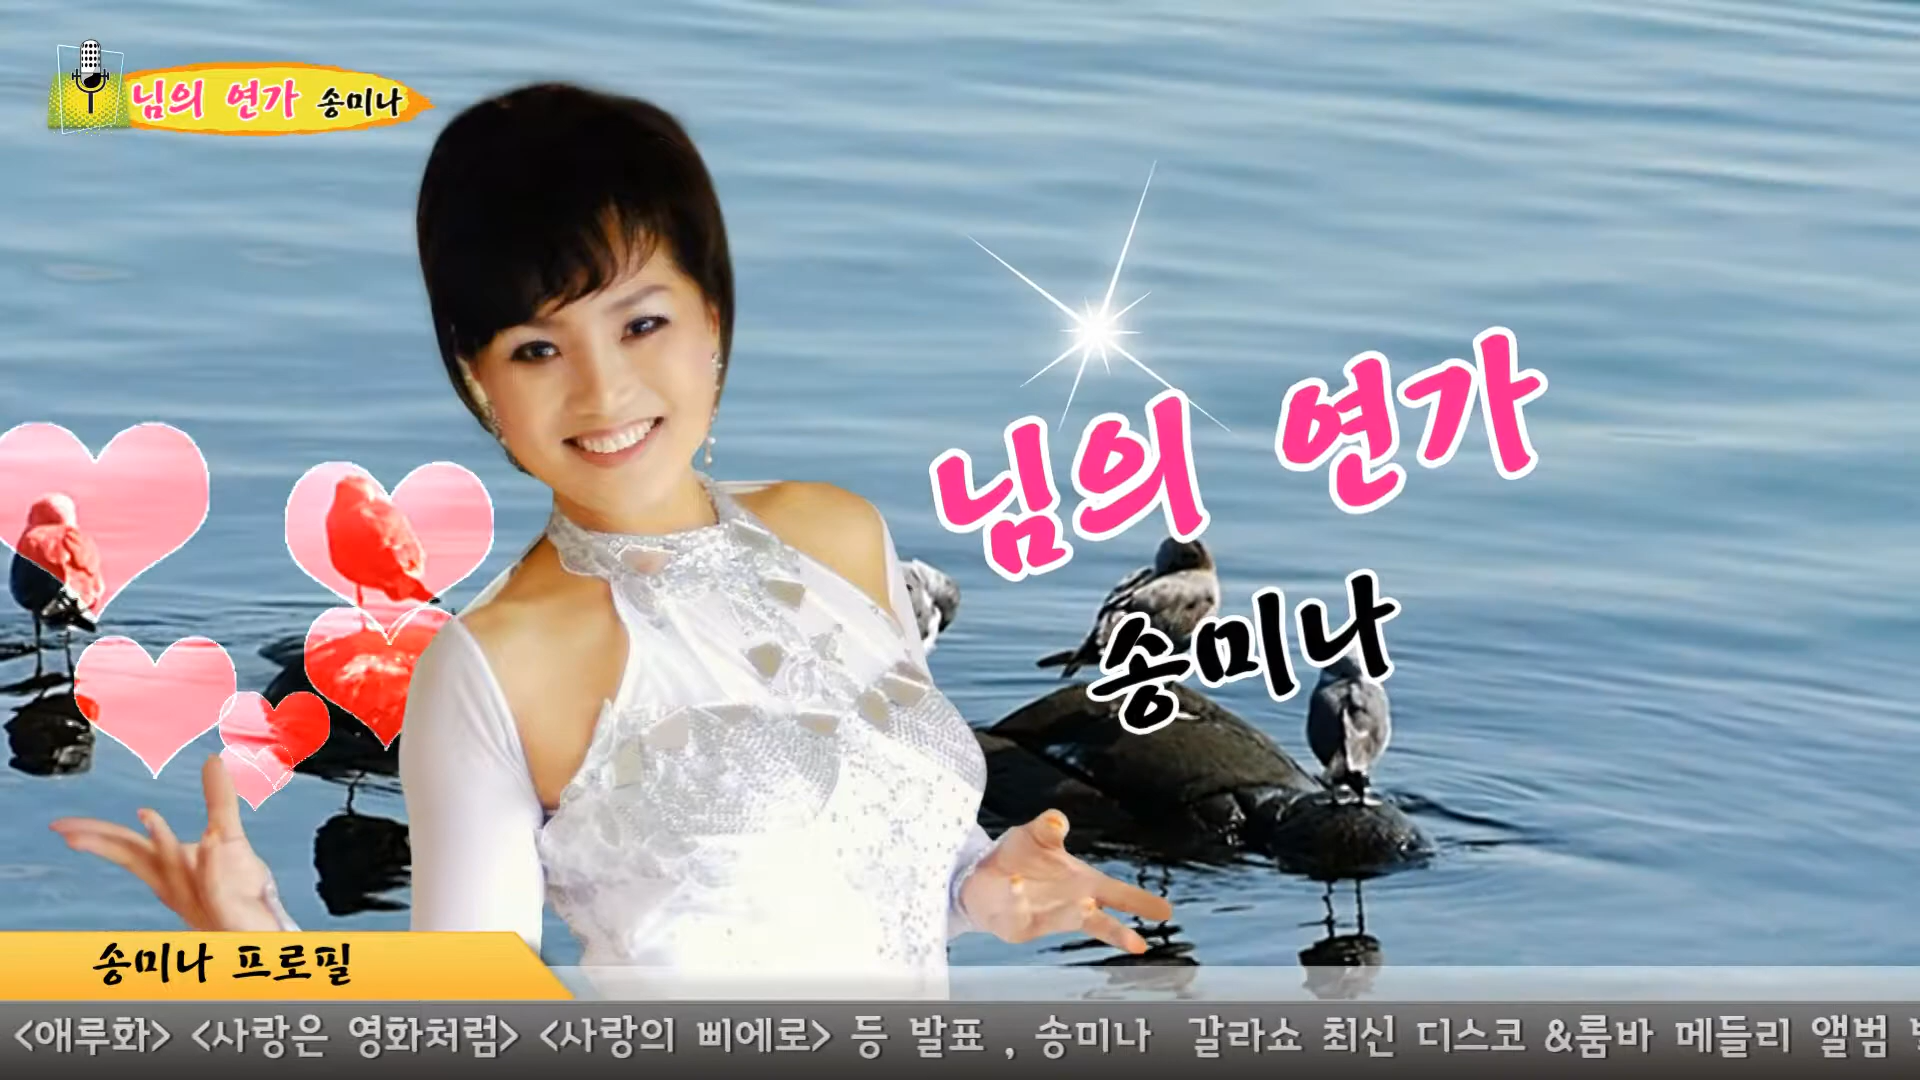 님의 연가 송미나
님의 연가
송미나
송미나 프로필
<애루화> <사랑은 영화처럼> <사랑의 삐에로> 등 발표 , 송미나 갈라쇼 최신 디스코 &룸바 메들리 앨범